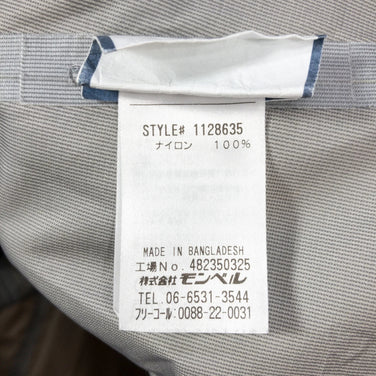 STYLE# 1128635
ナイロン 100%
MADE IN BANGLADESH
工場No. 482350325
株式会社 モンベル
TEL. 06-6531-3544
フリーコール: 0088-22-0031